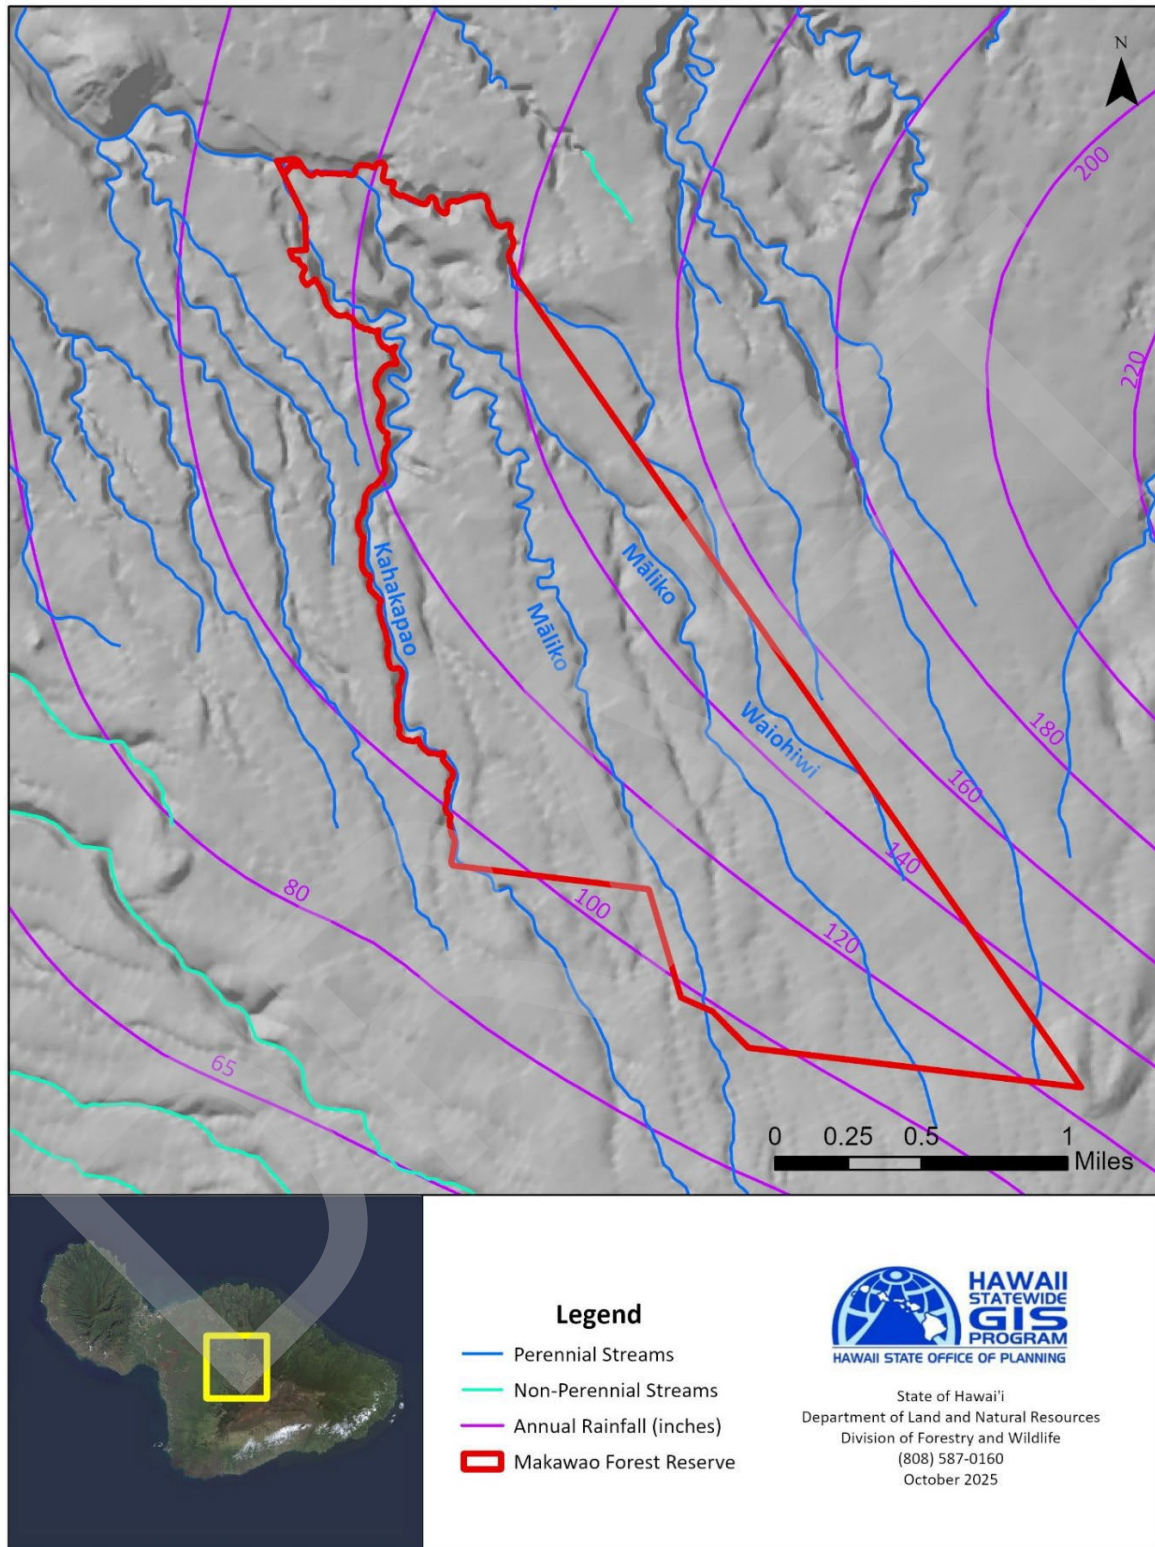 N
200
220
Kahakapao
Māliko
Māliko
Waiohiwi
180
160
140
120
100
80
65
0 0.25 0.5 1
Miles
DRAFT
Legend
Perennial Streams
Non-Perennial Streams
Annual Rainfall (inches)
Makawao Forest Reserve
HAWAII
STATEWIDE
GIS
PROGRAM
HAWAII STATE OFFICE OF PLANNING
State of Hawai'i
Department of Land and Natural Resources
Division of Forestry and Wildlife
(808) 587-0160
October 2025